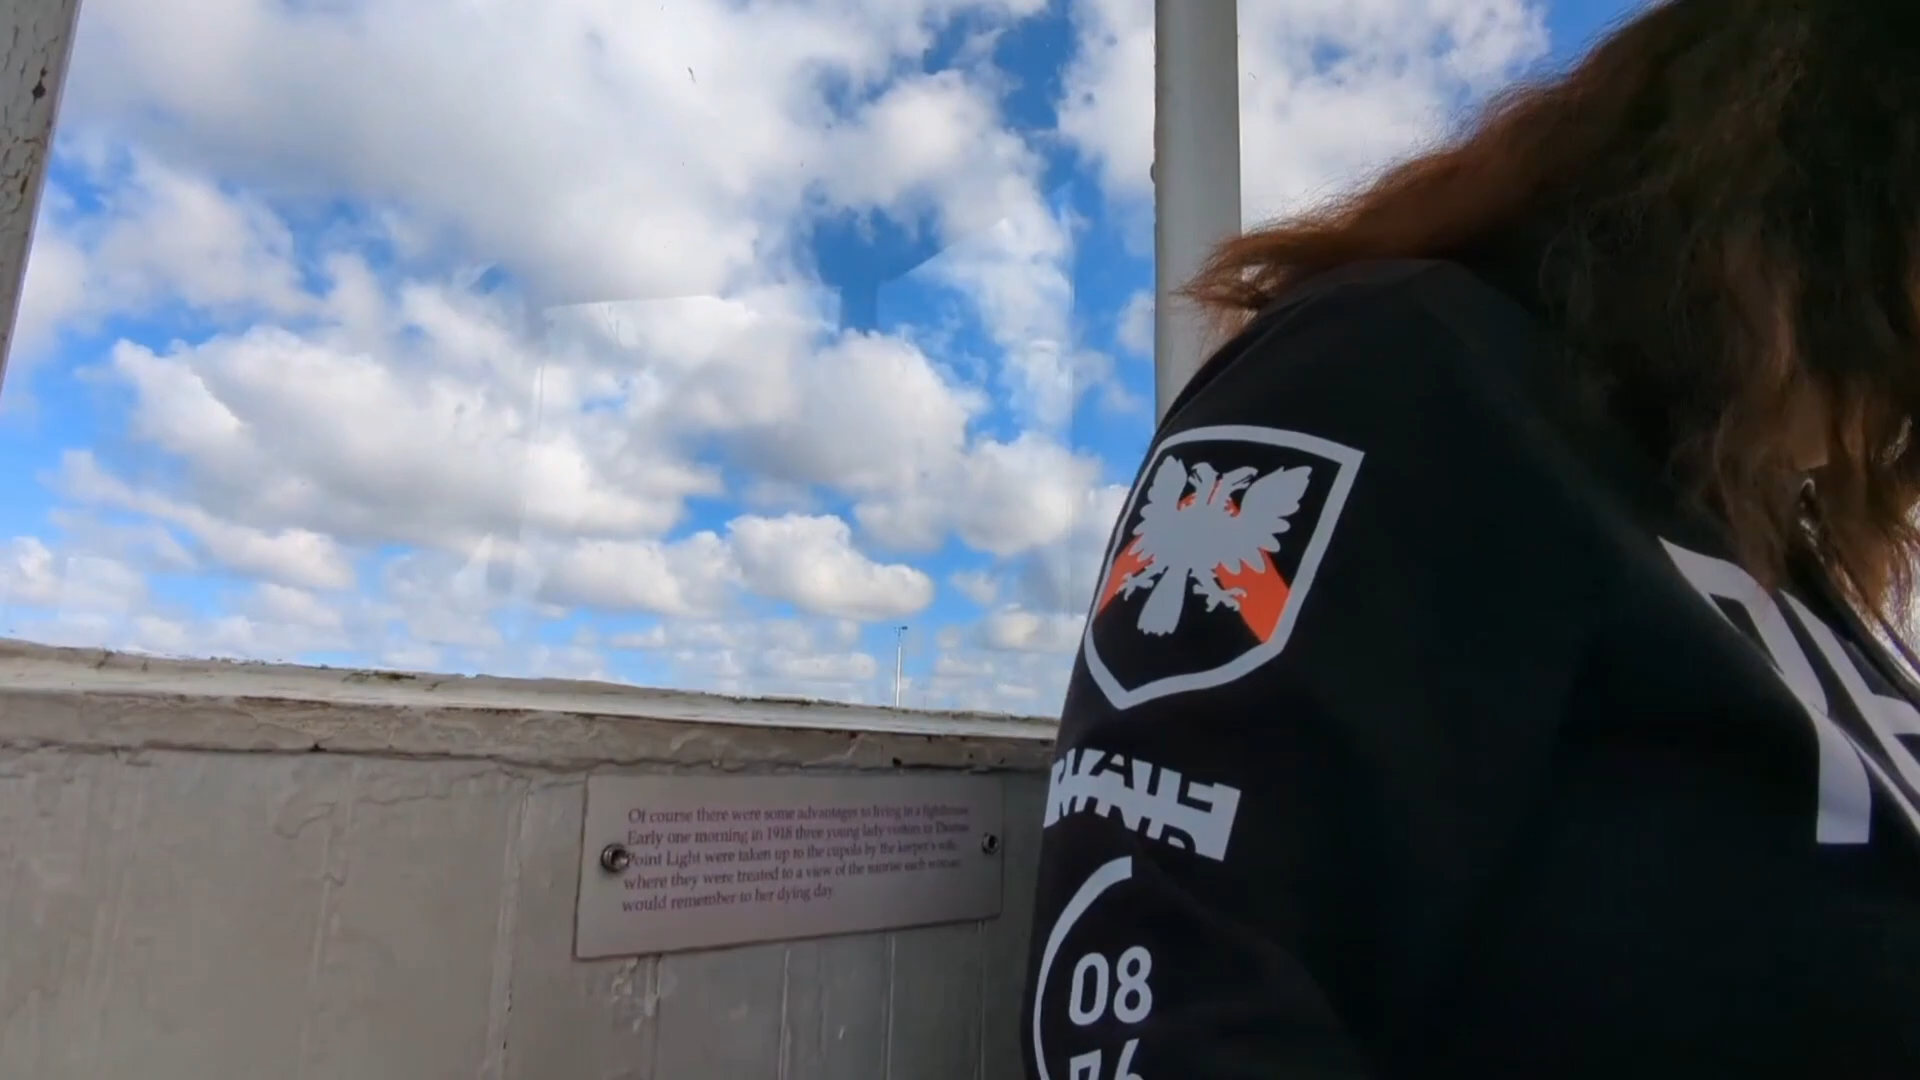 Of course there were some advantages to living in a lighthouse.
Early one morning in 1918 three young lady visitors to Thomas
Point Light were taken up to the cupola by the keeper's wife,
where they were treated to a view of the sunrise each woman
would remember to her dying day.
08
76